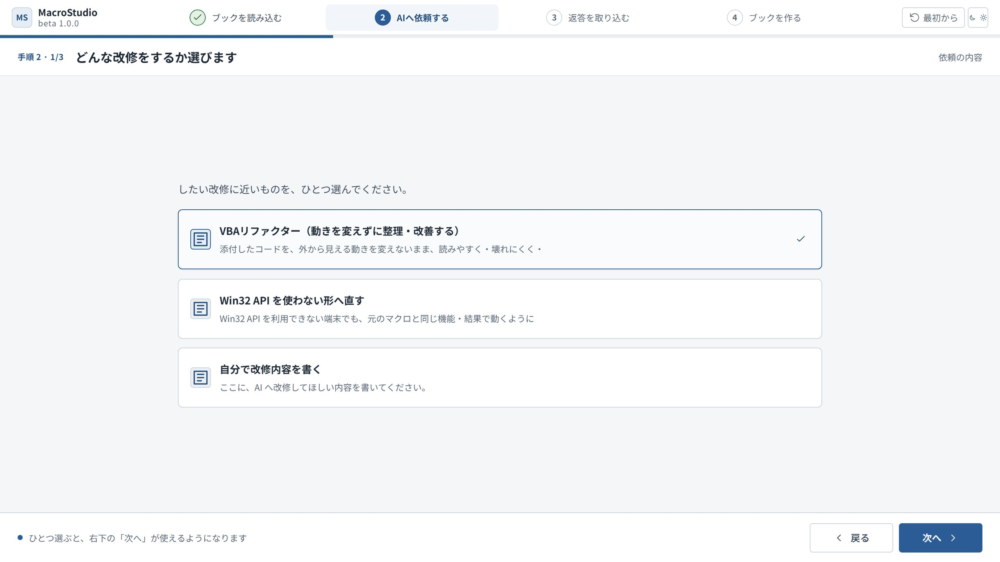 MS
MacroStudio
beta 1.0.0
ブックを読み込む
2 AIへ依頼する
3 返答を取り込む
4 ブックを作る
最初から
手順 2 · 1/3
どんな改修をするか選びます
依頼の内容
したい改修に近いものを、ひとつ選んでください。
VBAリファクター（動きを変えずに整理・改善する）
添付したコードを、外から見える動きを変えないまま、読みやすく・壊れにくく・
Win32 API を使わない形へ直す
Win32 API を利用できない端末でも、元のマクロと同じ機能・結果で動くように
自分で改修内容を書く
ここに、AI へ改修してほしい内容を書いてください。
ひとつ選ぶと、右下の「次へ」が使えるようになります
戻る
次へ